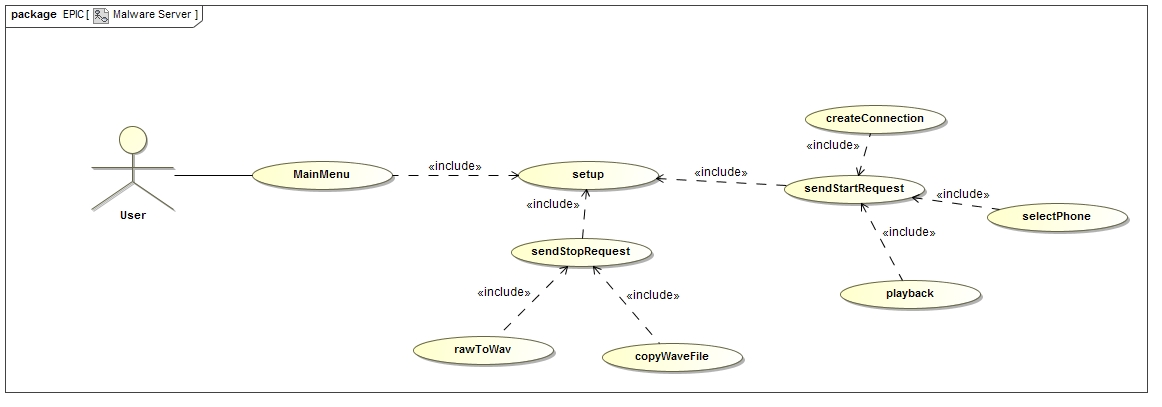 package EPIC [ Malware Server ]
createConnection
«include»
MainMenu
«include»
setup
«include»
sendStartRequest
«include»
selectPhone
User
«include»
«include»
sendStopRequest
playback
«include»
«include»
rawToWav
copyWaveFile